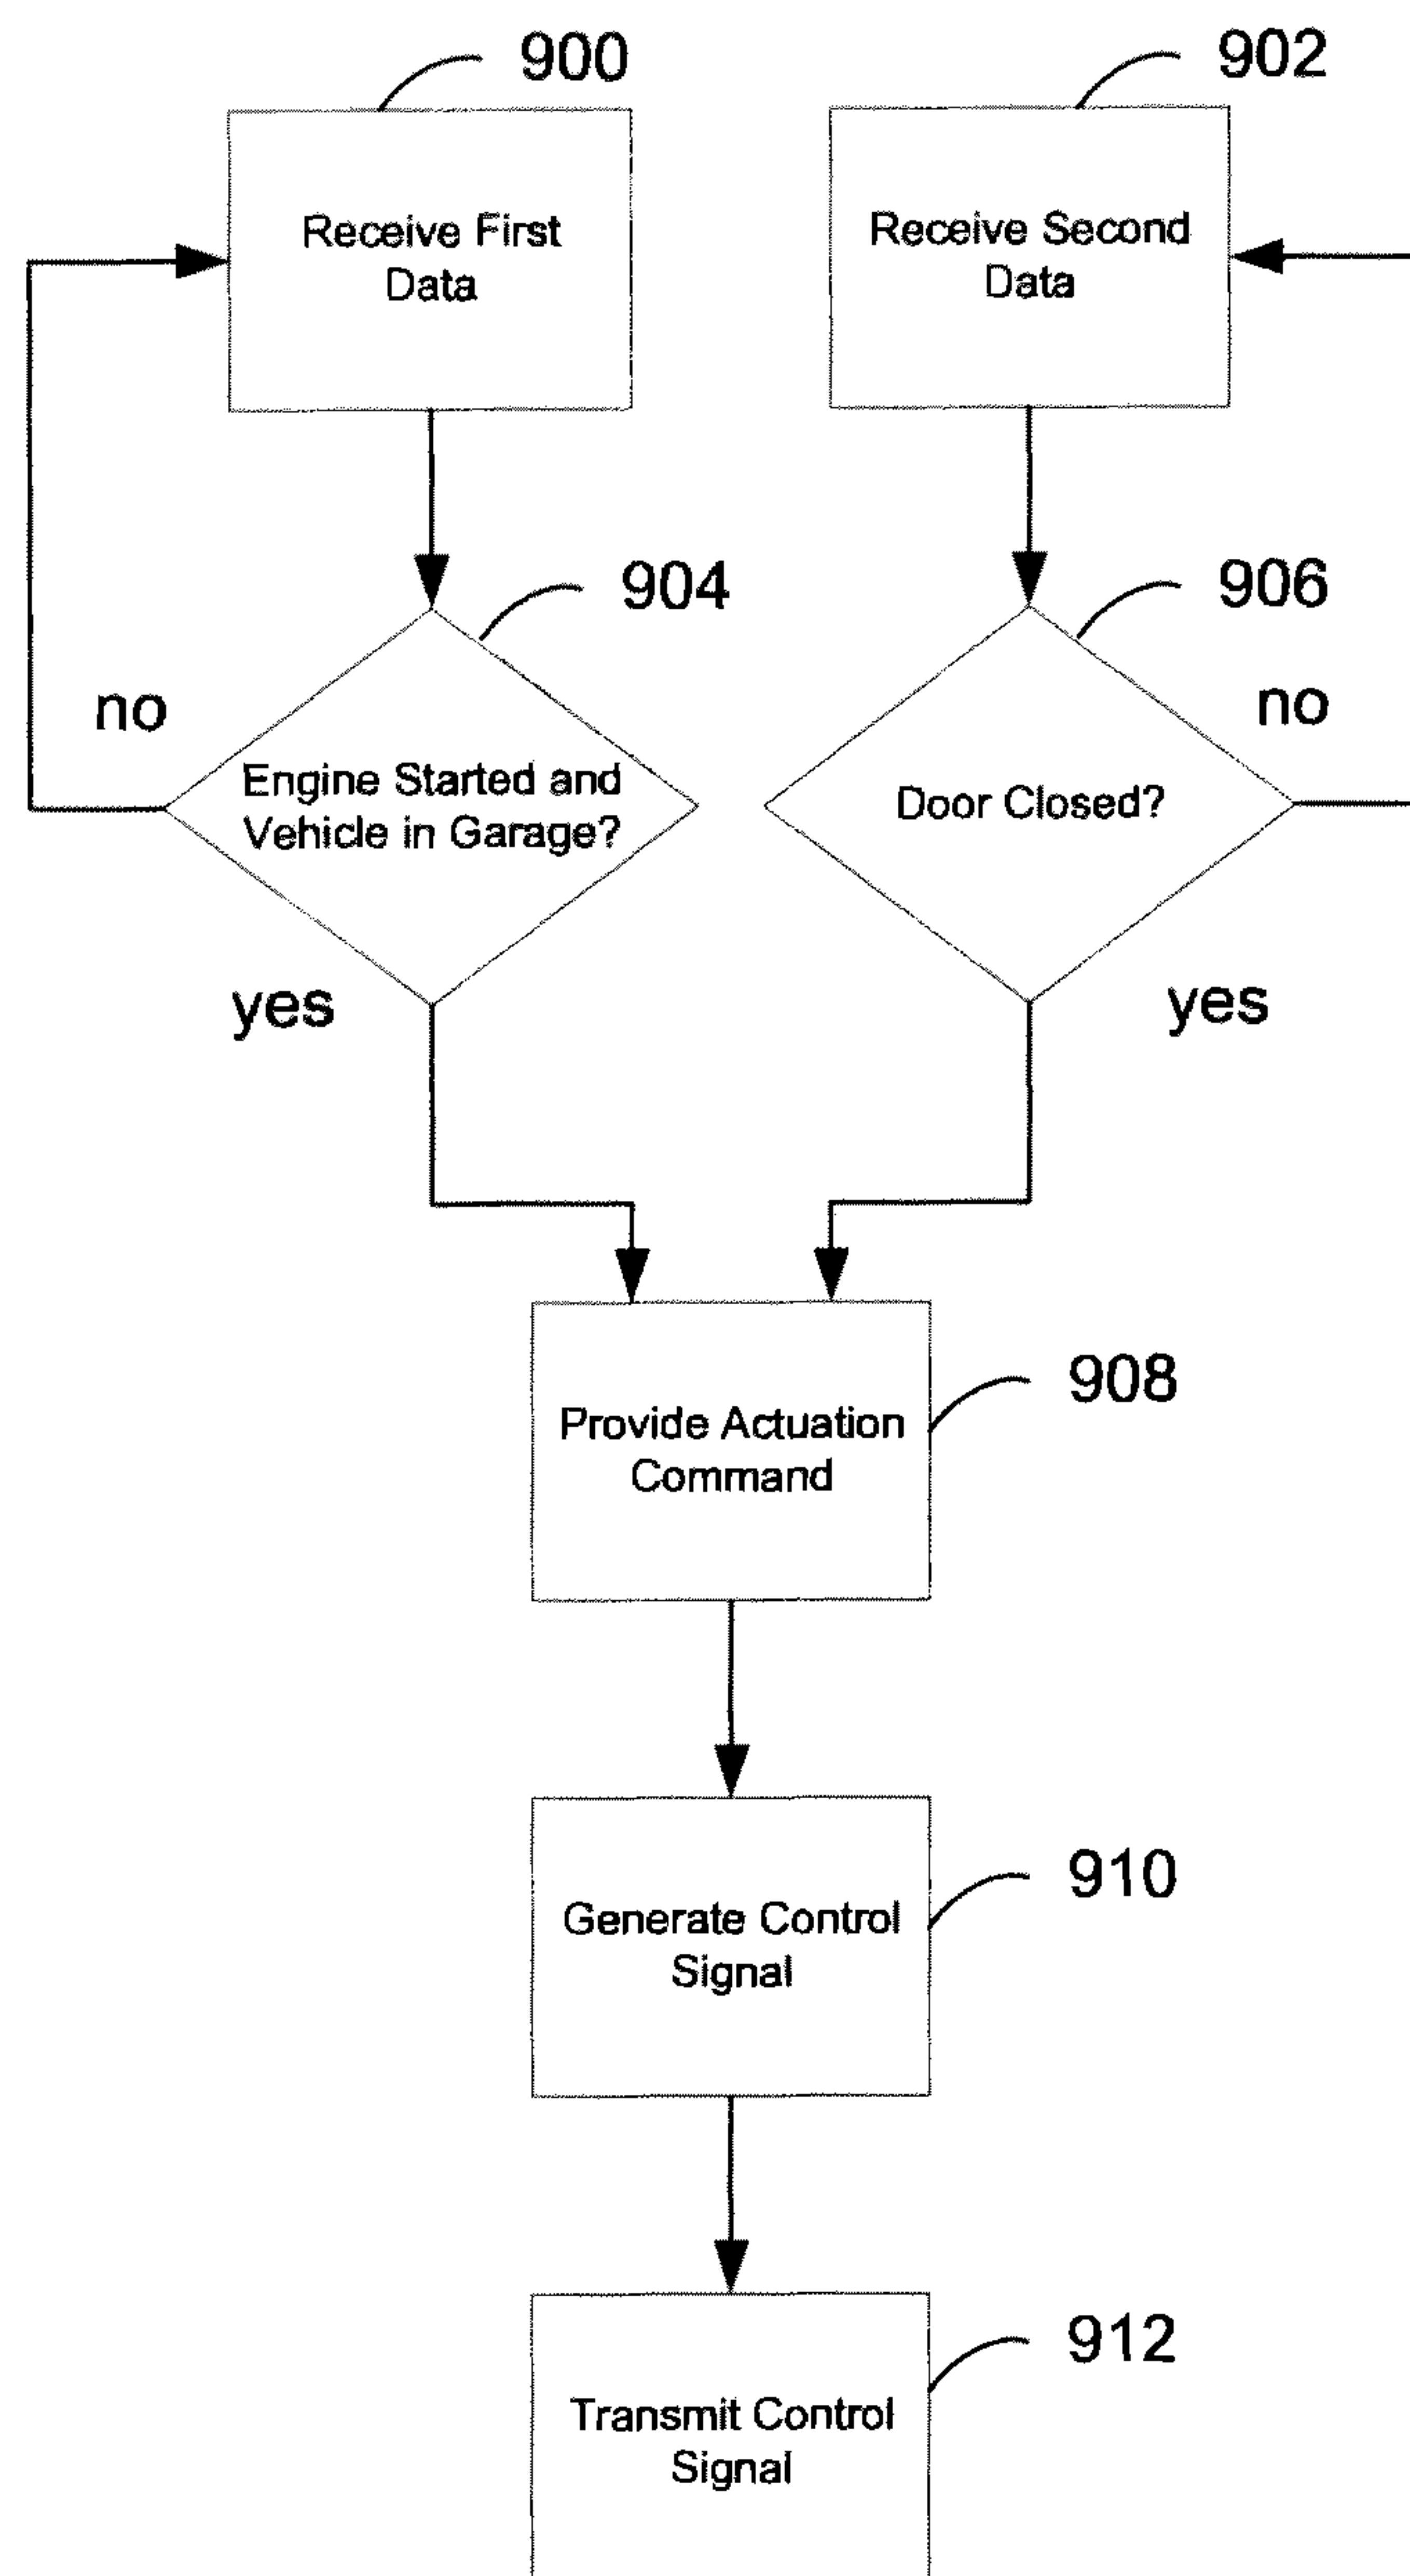 900
902
Receive First
Data
Receive Second
Data
904
906
no
no
Engine Started and
Vehicle in Garage?
Door Closed?
yes
yes
908
Provide Actuation
Command
910
Generate Control
Signal
912
Transmit Control
Signal